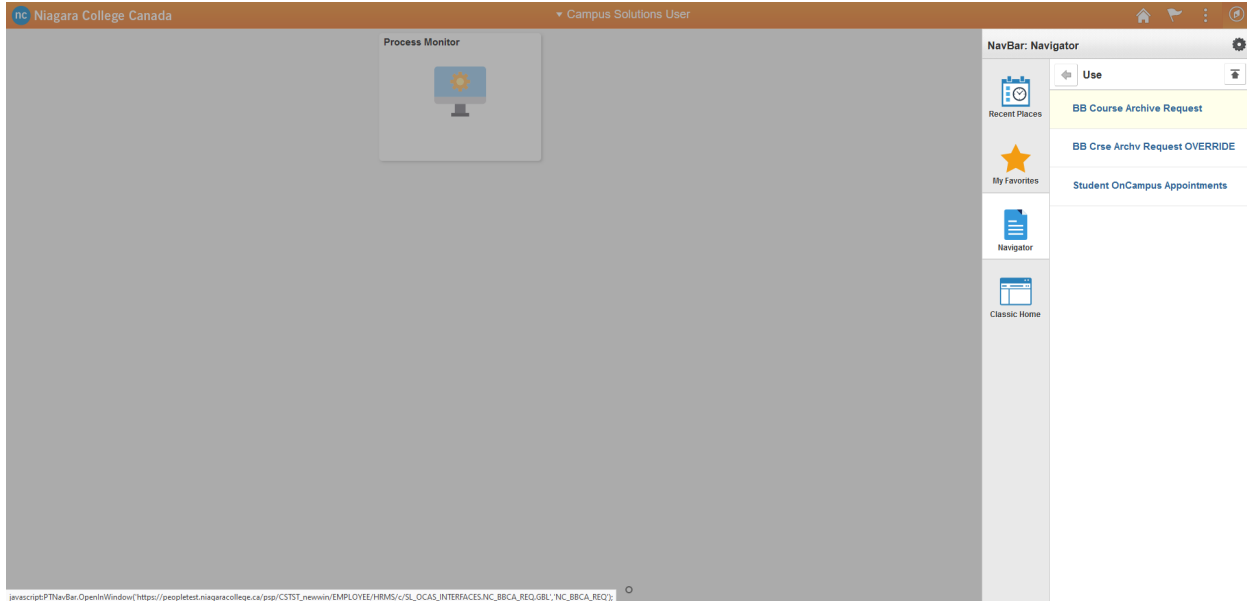 nc Niagara College Canada
Campus Solutions User
Process Monitor
NavBar: Navigator
Recent Places
My Favorites
Navigator
Classic Home
Use
BB Course Archive Request
BB Crse Archv Request OVERRIDE
Student OnCampus Appointments
javascript:PTNavBar.OpenInWindow('https://peopletest.niagaracollege.ca/psp/CSTST_newwin/EMPLOYEE/HRMS/c/SL_OCAS_INTERFACES.NC_BBCA_REQ.GBL','NC_BBCA_REQ');